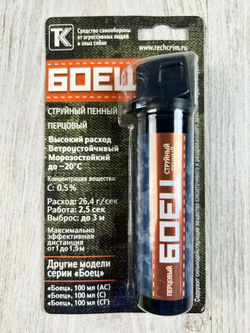 ТК
Средство самообороны
от агрессивных людей
и злых собак
www.techcrim.ru
БОЕЦ
СТРУЙНЫЙ ПЕННЫЙ
ПЕРЦОВЫЙ
-Высокий расход
-Ветроустойчивый
-Морозостойкий
до -20°С
Концентрация вещества
С: 0,5%
Расход: 26,4 г/сек
Работа: 2,5 сек
Выброс: до 3 м
Максимально
эффективная
дистанция
от 1 до 1,5 м
Другие модели
серии «Боец»
«Боец», 100 мл (АС)
«Боец», 100 мл (С)
«Боец», 100 мл (СГ)
ПЕРЦОВЫЙ
БОЕЦ
СТРУЙНЫЙ